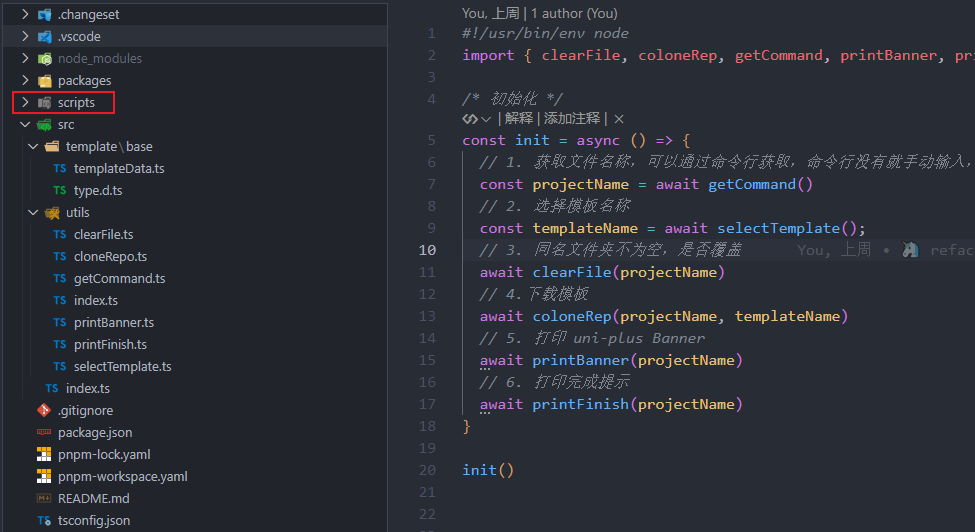 .changeset
.vscode
node_modules
packages
scripts
src
template\base
TS templateData.ts
TS type.d.ts
utils
TS clearFile.ts
TS cloneRepo.ts
TS getCommand.ts
TS index.ts
TS printBanner.ts
TS printFinish.ts
TS selectTemplate.ts
TS index.ts
.gitignore
package.json
pnpm-lock.yaml
pnpm-workspace.yaml
README.md
tsconfig.json
You, 上周 | 1 author (You)
1 #!/usr/bin/env node
2 import { clearFile, coloneRep, getCommand, printBanner, pri
3
4 /* 初始化 */
| 解释 | 添加注释 | ×
5 const init = async () => {
6 // 1. 获取文件名称，可以通过命令行获取，命令行没有就手动输入，
7 const projectName = await getCommand()
8 // 2. 选择模板名称
9 const templateName = await selectTemplate();
10 // 3. 同名文件夹不为空，是否覆盖 You, 上周 • refac
11 await clearFile(projectName)
12 // 4.下载模板
13 await coloneRep(projectName, templateName)
14 // 5. 打印 uni-plus Banner
15 await printBanner(projectName)
16 // 6. 打印完成提示
17 await printFinish(projectName)
18 }
19
20 init()
21
22